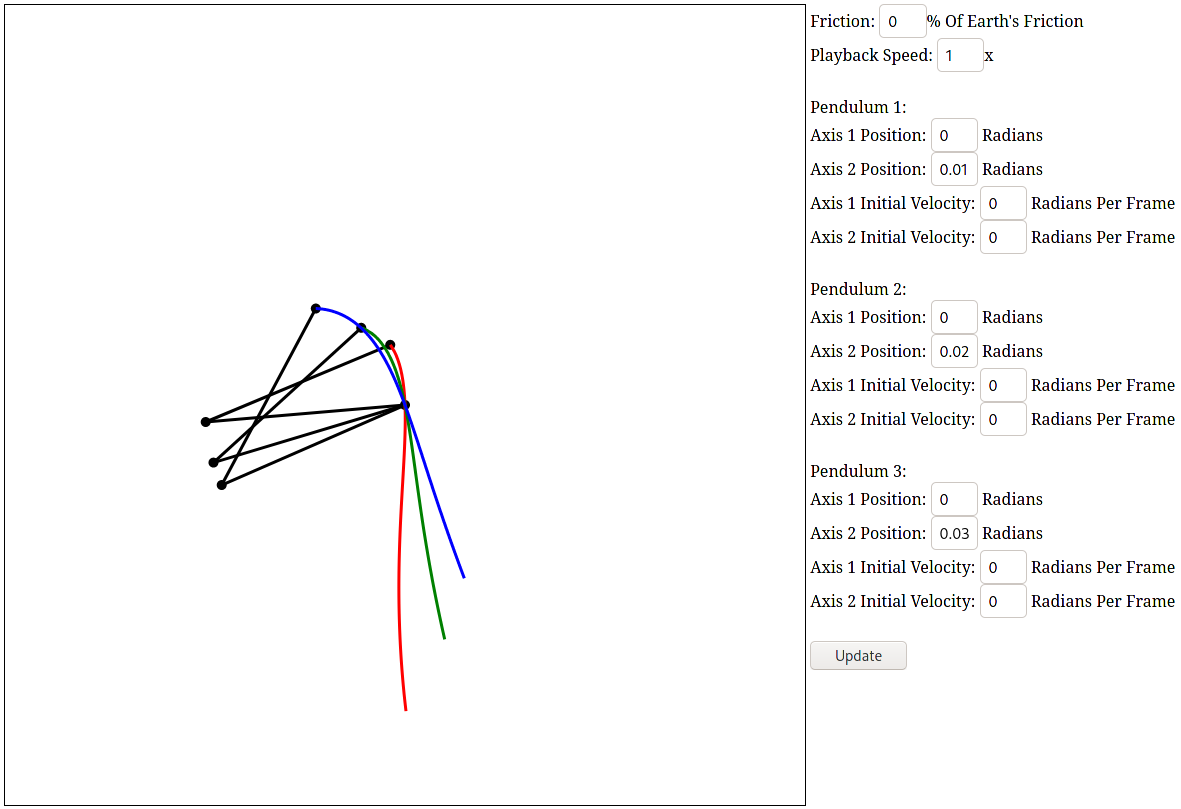 Friction: 0 % Of Earth's Friction
Playback Speed: 1 x
Pendulum 1:
Axis 1 Position: 0 Radians
Axis 2 Position: 0.01 Radians
Axis 1 Initial Velocity: 0 Radians Per Frame
Axis 2 Initial Velocity: 0 Radians Per Frame
Pendulum 2:
Axis 1 Position: 0 Radians
Axis 2 Position: 0.02 Radians
Axis 1 Initial Velocity: 0 Radians Per Frame
Axis 2 Initial Velocity: 0 Radians Per Frame
Pendulum 3:
Axis 1 Position: 0 Radians
Axis 2 Position: 0.03 Radians
Axis 1 Initial Velocity: 0 Radians Per Frame
Axis 2 Initial Velocity: 0 Radians Per Frame
Update